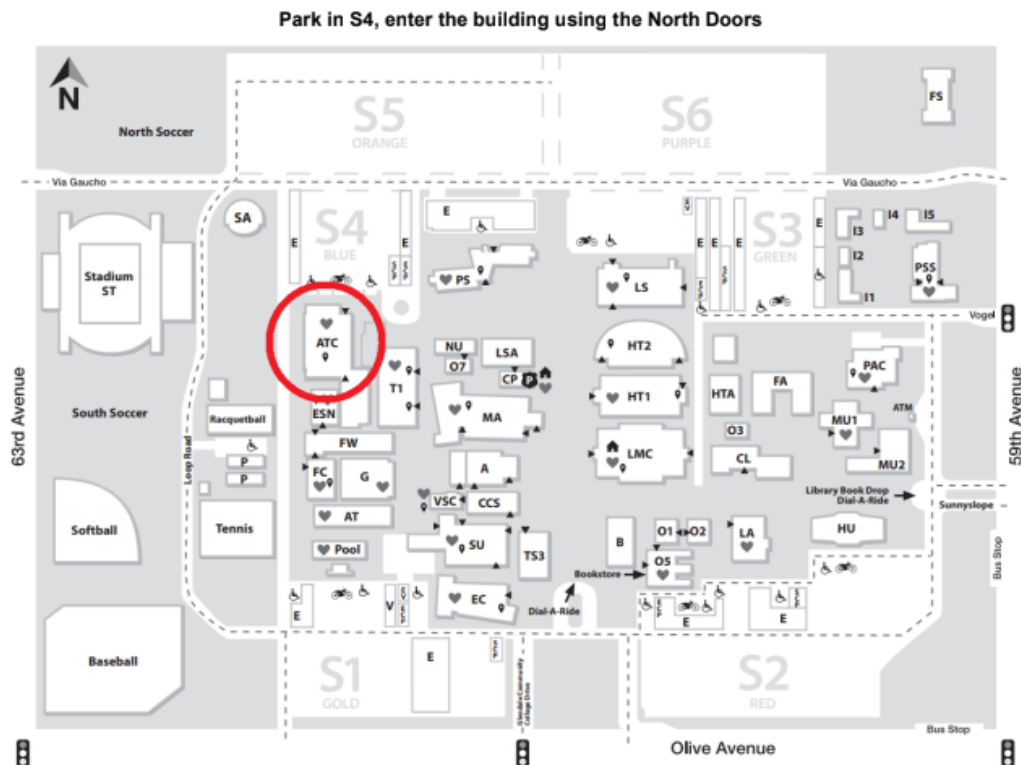 Park in S4, enter the building using the North Doors
N
North Soccer
S5
ORANGE
S6
PURPLE
FS
Via Gaucho
Via Gaucho
SA
E
S4
BLUE
E
E
E
E
E
S3
GREEN
E
I3
I4
I5
I2
I1
PSS
Stadium
ST
PS
LS
Vogel
ATC
NU
O7
LSA
CP
P
HT2
T1
PAC
63rd Avenue
59th Avenue
South Soccer
ESN
MA
HT1
HTA
FA
ATM
Racquetball
MU1
O3
FW
LMC
CL
MU2
Loop Road
P
P
FC
G
A
Library Book Drop
Dial-A-Ride
Sunnyslope
VSC
CCS
AT
Softball
Tennis
SU
TS3
B
O1
O2
LA
HU
Pool
O5
Bookstore
Bus Stop
EC
Dial-A-Ride
E
V
E
E
Baseball
S1
GOLD
E
Glendale Community
College Drive
S2
RED
Bus Stop
Olive Avenue